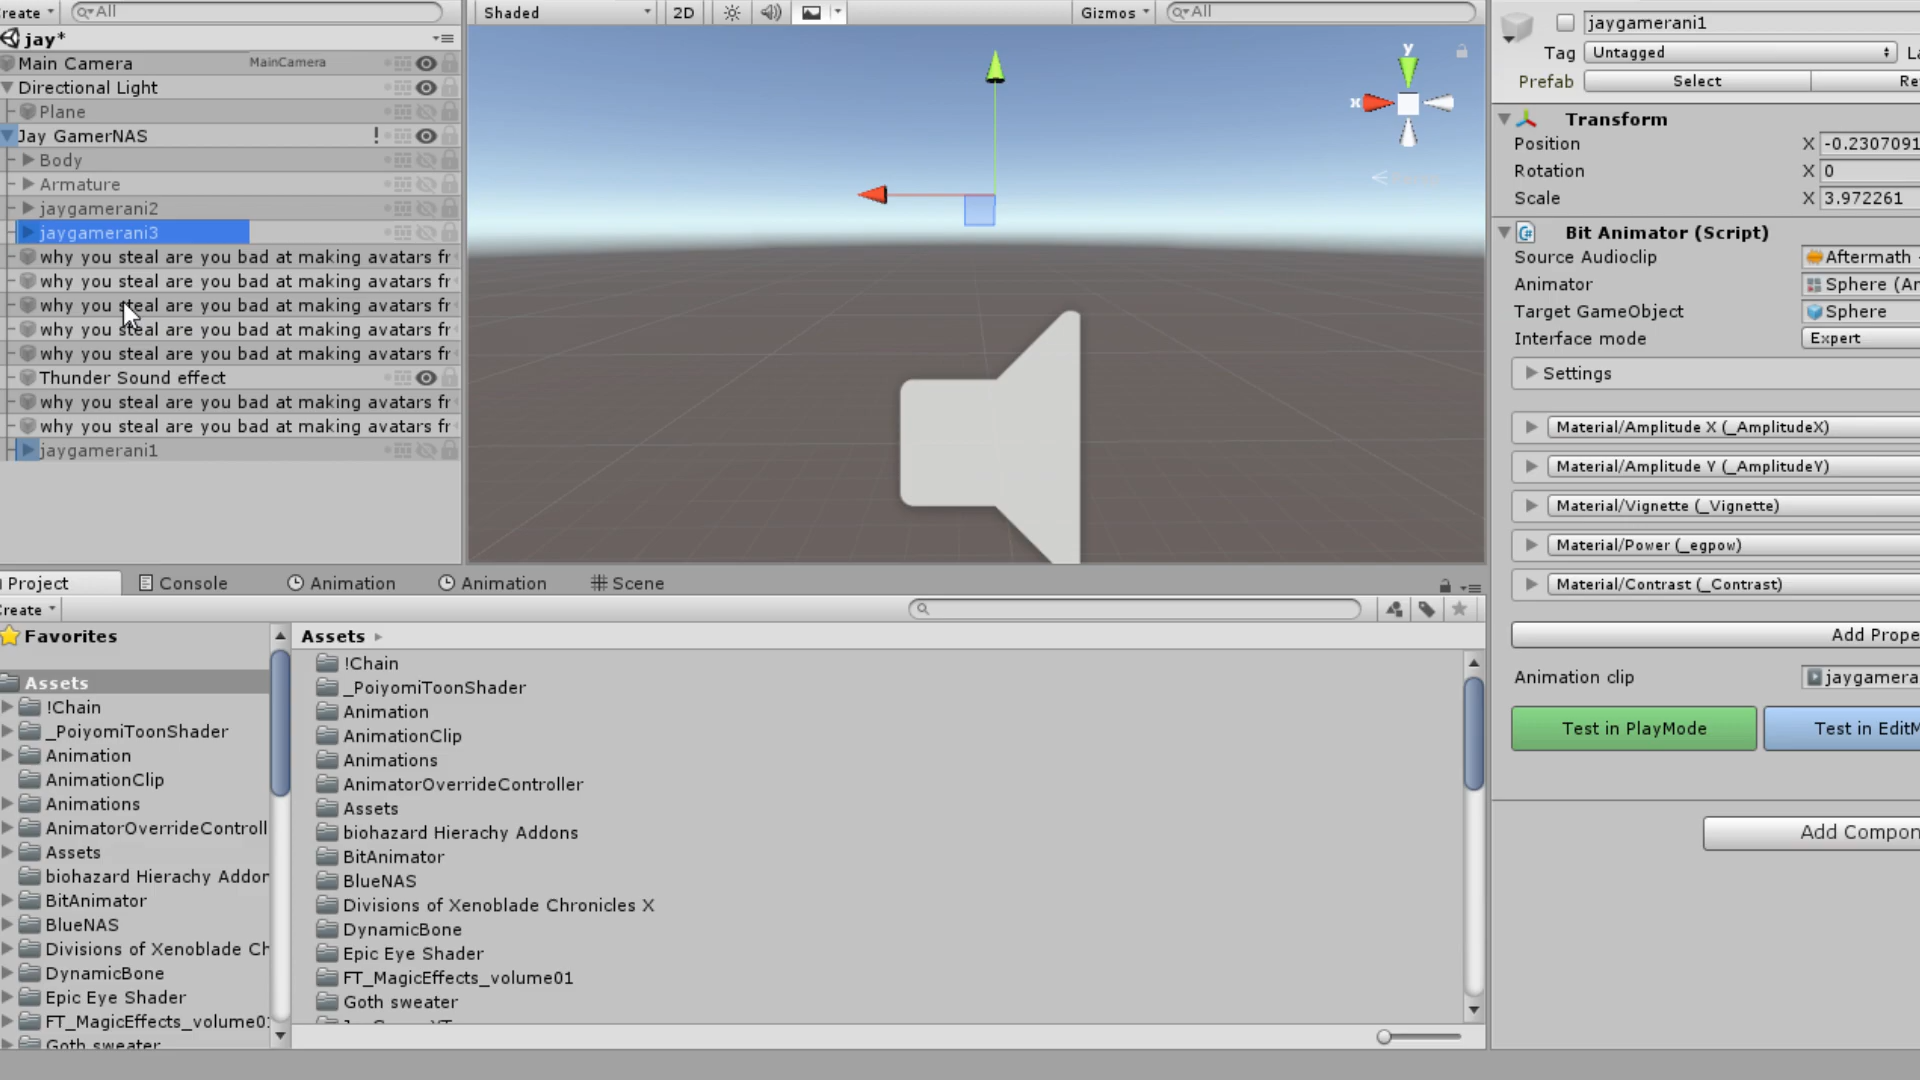 reate
All
Shaded
2D
Gizmos
All
jay*
Main Camera
MainCamera
Directional Light
Plane
Jay GamerNAS
!
Body
Armature
jaygamerani2
jaygamerani3
why you steal are you bad at making avatars fr
why you steal are you bad at making avatars fr
why you steal are you bad at making avatars fr
why you steal are you bad at making avatars fr
why you steal are you bad at making avatars fr
Thunder Sound effect
why you steal are you bad at making avatars fr
why you steal are you bad at making avatars fr
jaygamerani1
y
x
jaygamerani1
Tag Untagged La
Prefab Select Re
Transform
Position X -0.2307091
Rotation X 0
Scale X 3.972261
Bit Animator (Script)
Source Audioclip Aftermath -
Animator Sphere (Ar
Target GameObject Sphere
Interface mode Expert
Settings
Material/Amplitude X (_AmplitudeX)
Material/Amplitude Y (_AmplitudeY)
Material/Vignette (_Vignette)
Material/Power (_egpow)
Material/Contrast (_Contrast)
Add Prope
Animation clip jaygamera
Test in PlayMode Test in EditM
Add Compon
Project Console Animation Animation Scene
reate
Favorites
Assets
!Chain
_PoiyomiToonShader
Animation
AnimationClip
Animations
AnimatorOverrideControll
Assets
biohazard Hierachy Addor
BitAnimator
BlueNAS
Divisions of Xenoblade Ch
DynamicBone
Epic Eye Shader
FT_MagicEffects_volume0
Goth sweater
Assets
!Chain
_PoiyomiToonShader
Animation
AnimationClip
Animations
AnimatorOverrideController
Assets
biohazard Hierachy Addons
BitAnimator
BlueNAS
Divisions of Xenoblade Chronicles X
DynamicBone
Epic Eye Shader
FT_MagicEffects_volume01
Goth sweater